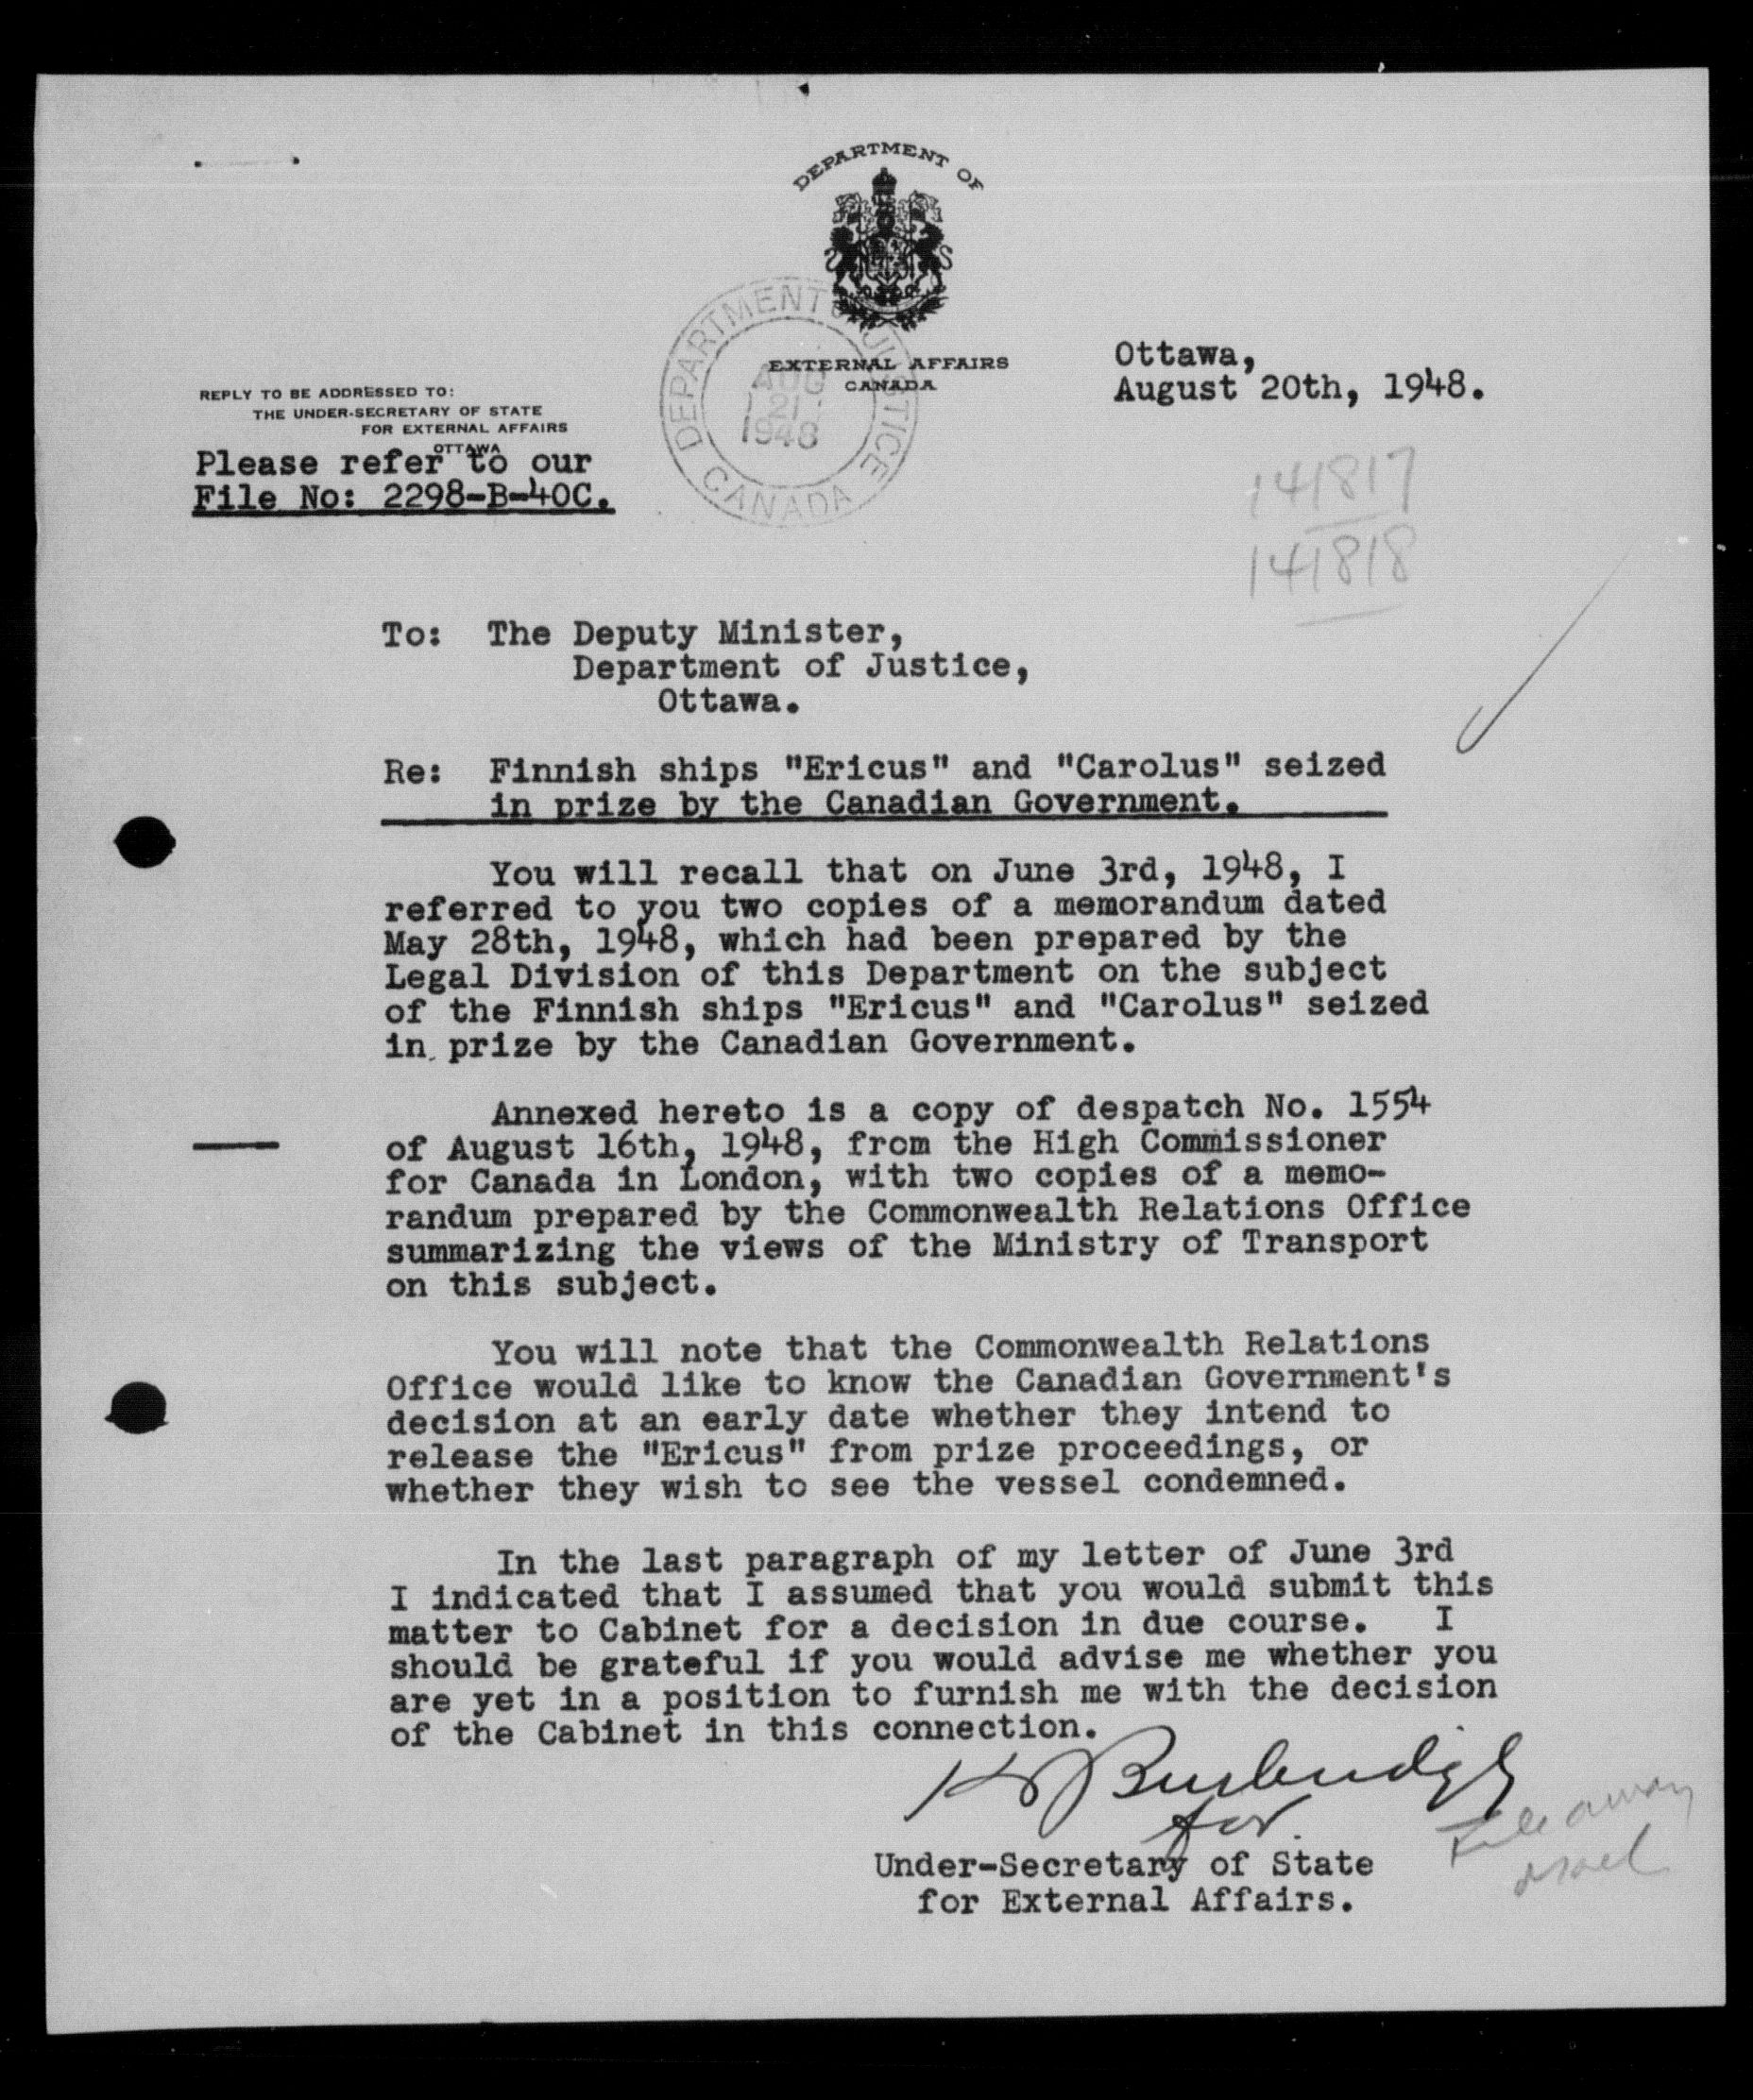 DEPARTMENT OF
EXTERNAL AFFAIRS
CANADA
DEPARTMENT OF JUSTICE
AUG
21
1948
CANADA
Ottawa,
August 20th, 1948.
REPLY TO BE ADDRESSED TO:
THE UNDER-SECRETARY OF STATE
FOR EXTERNAL AFFAIRS
OTTAWA
Please refer to our
File No: 2298-B-40C.
141817
141818
To: The Deputy Minister,
Department of Justice,
Ottawa.
Re: Finnish ships "Ericus" and "Carolus" seized
in prize by the Canadian Government.
You will recall that on June 3rd, 1948, I
referred to you two copies of a memorandum dated
May 28th, 1948, which had been prepared by the
Legal Division of this Department on the subject
of the Finnish ships "Ericus" and "Carolus" seized
in prize by the Canadian Government.
Annexed hereto is a copy of despatch No. 1554
of August 16th, 1948, from the High Commissioner
for Canada in London, with two copies of a memo-
randum prepared by the Commonwealth Relations Office
summarizing the views of the Ministry of Transport
on this subject.
You will note that the Commonwealth Relations
Office would like to know the Canadian Government's
decision at an early date whether they intend to
release the "Ericus" from prize proceedings, or
whether they wish to see the vessel condemned.
In the last paragraph of my letter of June 3rd
I indicated that I assumed that you would submit this
matter to Cabinet for a decision in due course. I
should be grateful if you would advise me whether you
are yet in a position to furnish me with the decision
of the Cabinet in this connection.
Burbridge
for
Under-Secretary of State
for External Affairs.
away